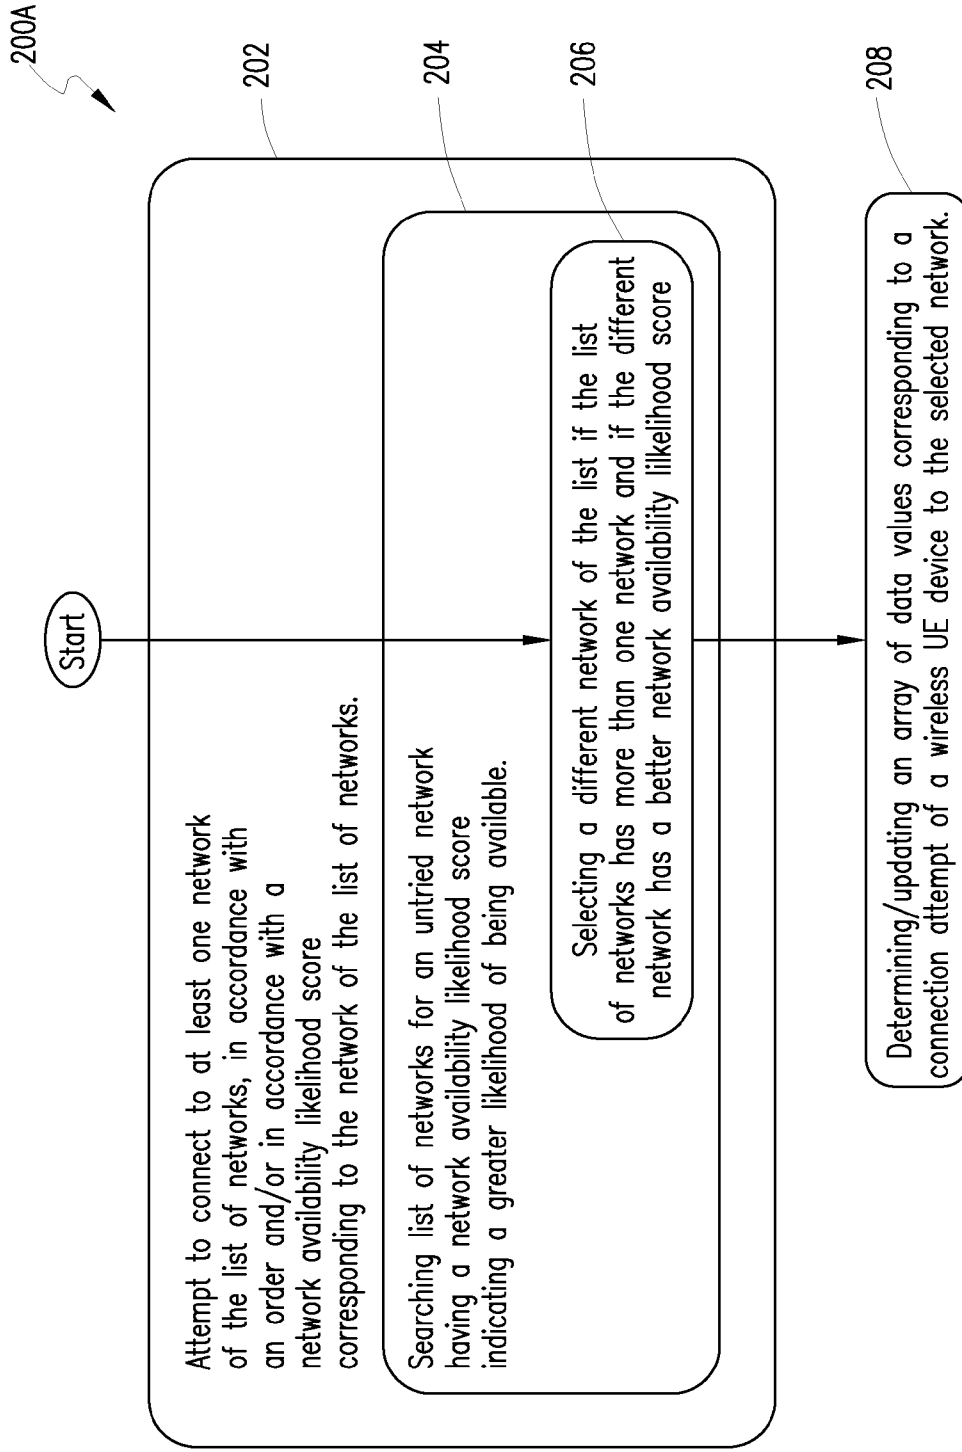 200A
Start
202
Attempt to connect to at least one network
of the list of networks, in accordance with
an order and/or in accordance with a
network availability likelihood score
corresponding to the network of the list of networks.
204
Searching list of networks for an untried network
having a network availability likelihood score
indicating a greater likelihood of being available.
206
Selecting a different network of the list if the list
of networks has more than one network and if the different
network has a better network availability lilkelihood score
208
Determining/updating an array of data values corresponding to a
connection attempt of a wireless UE device to the selected network.